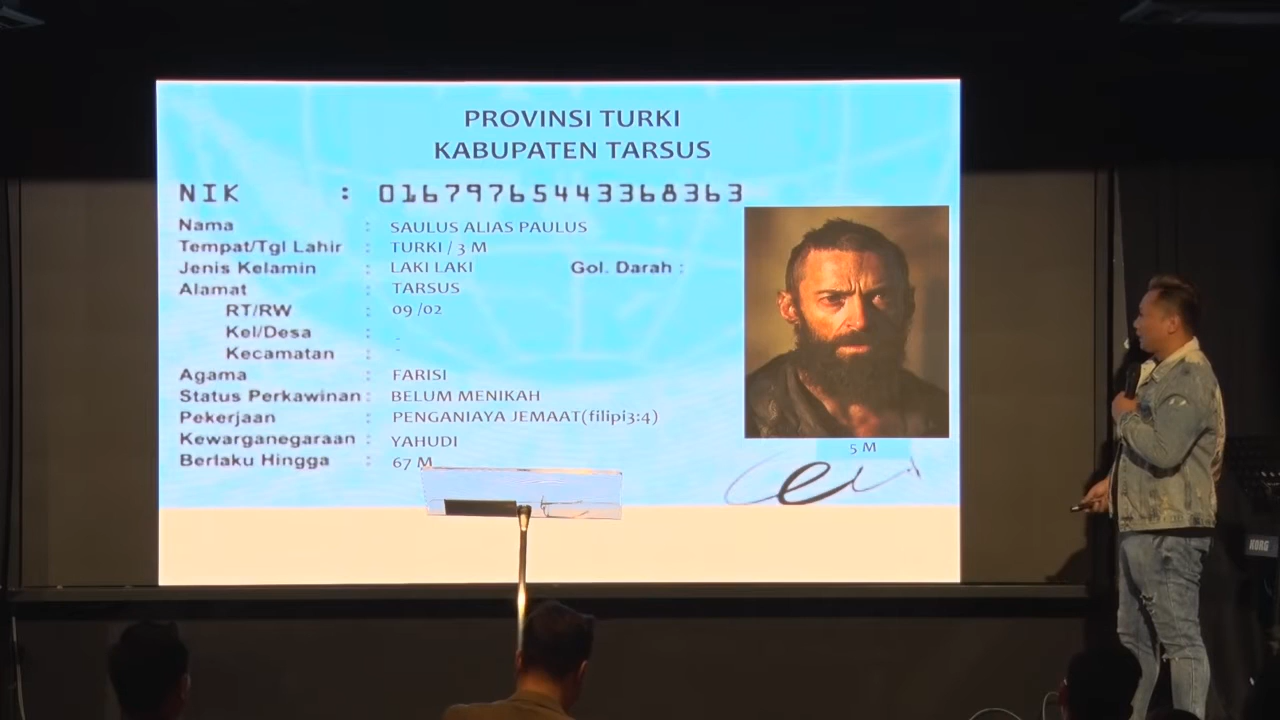 PROVINSI TURKI
KABUPATEN TARSUS
NIK : 01679765443368363
Nama : SAULUS ALIAS PAULUS
Tempat/Tgl Lahir : TURKI / 3 M
Jenis Kelamin : LAKI LAKI Gol. Darah :
Alamat : TARSUS
RT/RW : 09 /02
Kel/Desa : -
Kecamatan : -
Agama : FARISI
Status Perkawinan : BELUM MENIKAH
Pekerjaan : PENGANIAYA JEMAAT(filipi3:4)
Kewarganegaraan : YAHUDI
Berlaku Hingga : 67 M
5 M
KORG